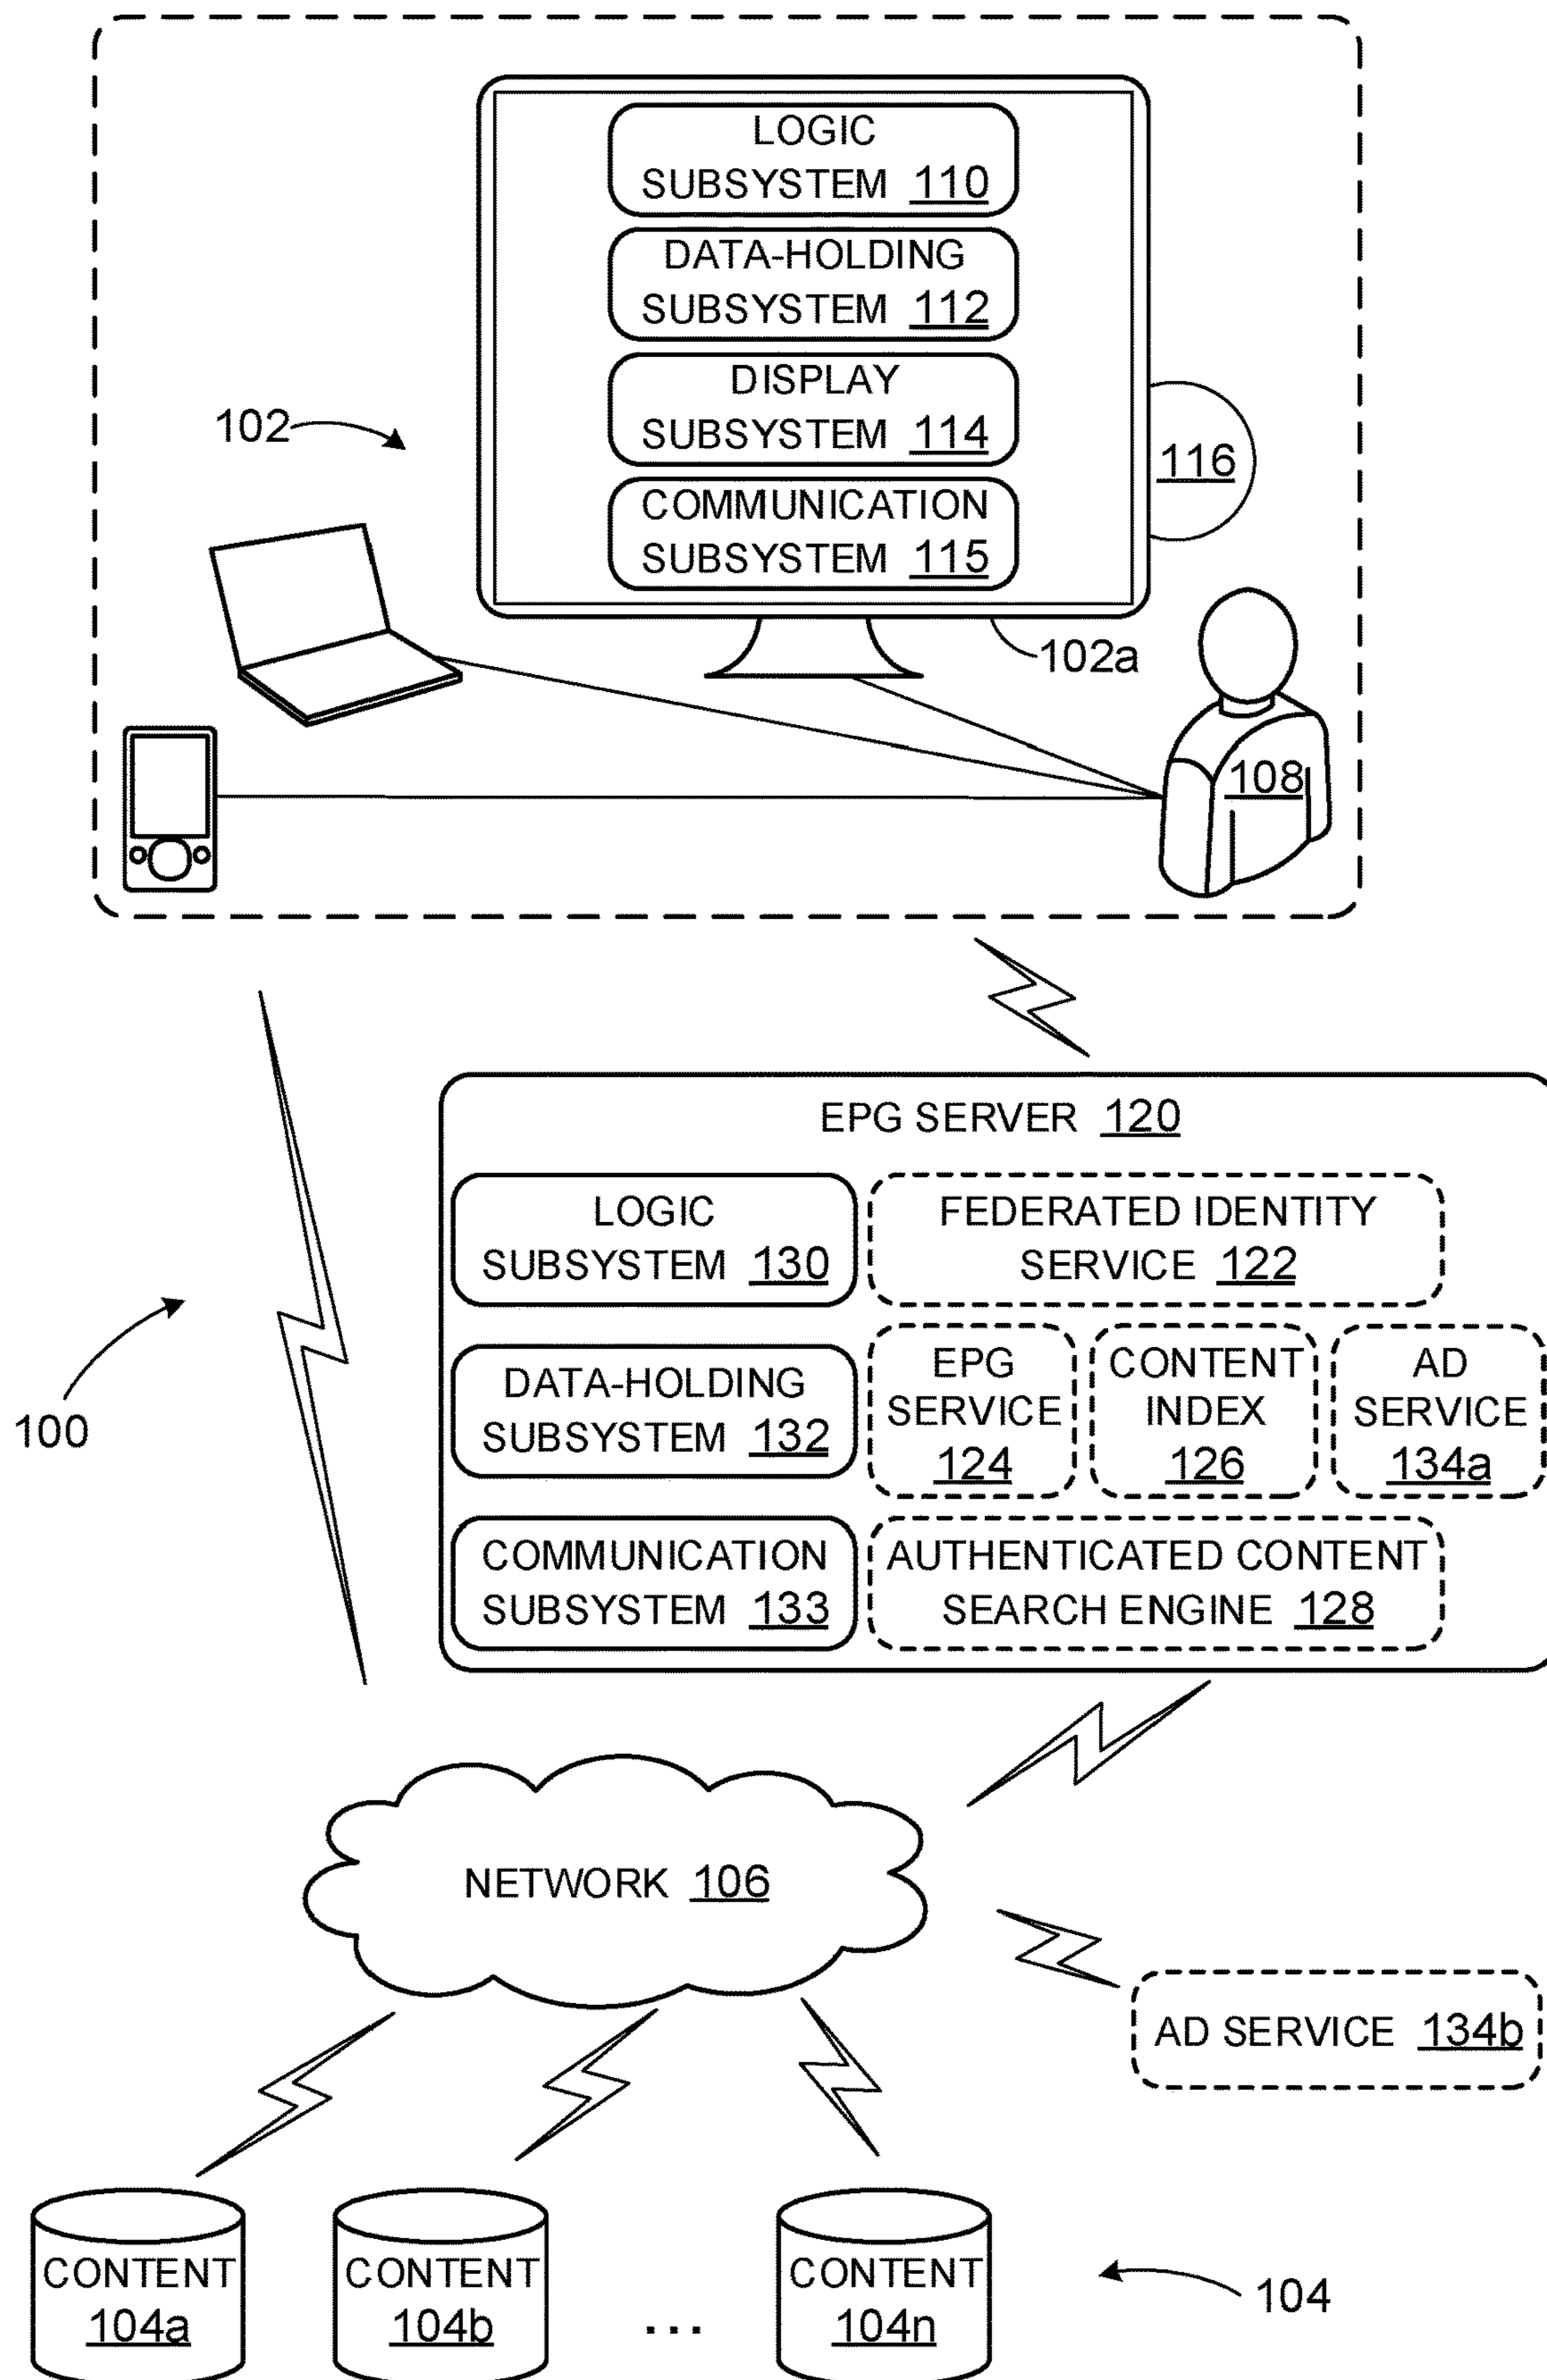 LOGIC
SUBSYSTEM 110
DATA-HOLDING
SUBSYSTEM 112
DISPLAY
SUBSYSTEM 114
COMMUNICATION
SUBSYSTEM 115
102
116
102a
108
EPG SERVER 120
LOGIC
SUBSYSTEM 130
FEDERATED IDENTITY
SERVICE 122
DATA-HOLDING
SUBSYSTEM 132
EPG
SERVICE
124
CONTENT
INDEX
126
AD
SERVICE
134a
COMMUNICATION
SUBSYSTEM 133
AUTHENTICATED CONTENT
SEARCH ENGINE 128
100
NETWORK 106
AD SERVICE 134b
CONTENT
104a
CONTENT
104b
...
CONTENT
104n
104